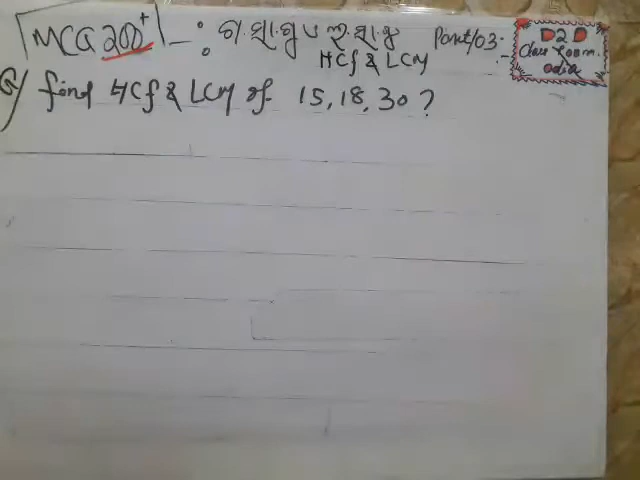 MCQ 200+ -: ଗ.ସା.ଗୁ ଓ ଲ.ସା.ଗୁ Part/03:-
HCf & LCM
D2D
Class Room.
Odia
Q/ find HCf & LCM of 15, 18, 30?